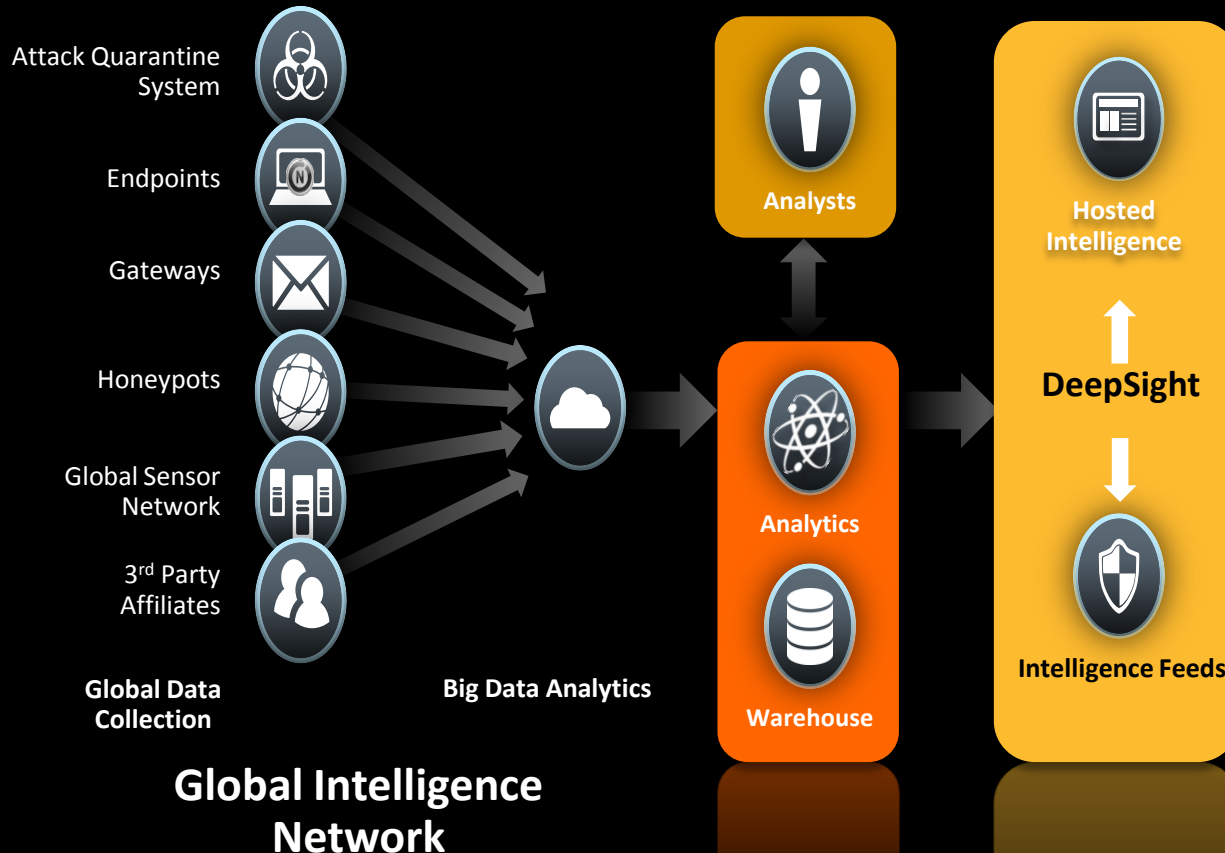 Attack Quarantine
System
Endpoints
Gateways
Honeypots
Global Sensor
Network
3rd Party
Affiliates
Global Data
Collection
N
Big Data Analytics
Global Intelligence
Network
Analysts
Analytics
Warehouse
Hosted
Intelligence
DeepSight
Intelligence Feeds